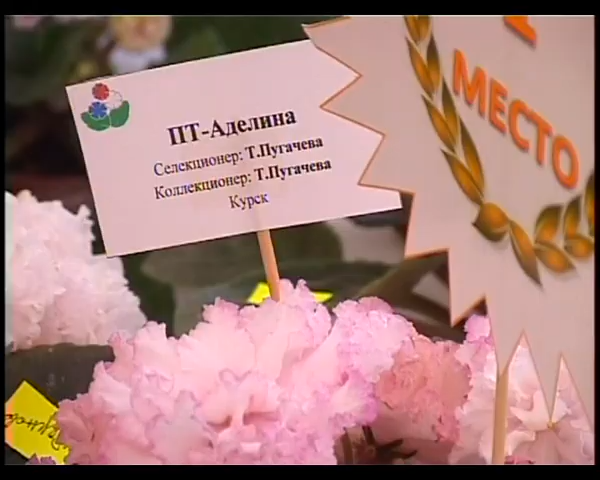 ПТ-Аделина
Селекционер: Т.Пугачева
Коллекционер: Т.Пугачева
Курск
МЕСТО